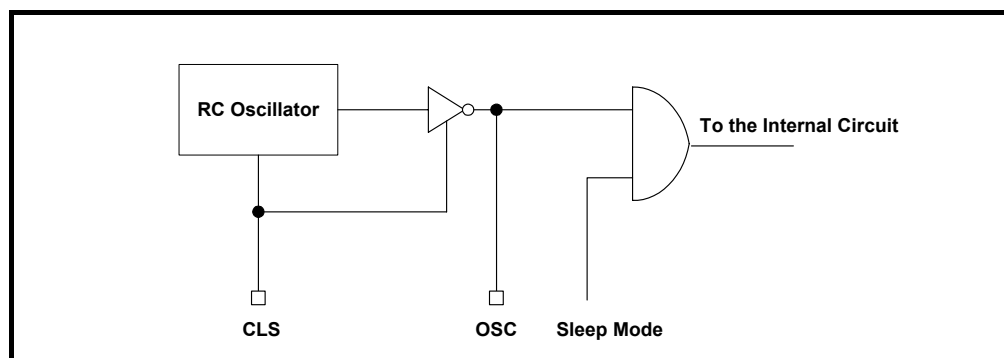 RC Oscillator
To the Internal Circuit
CLS
OSC
Sleep Mode